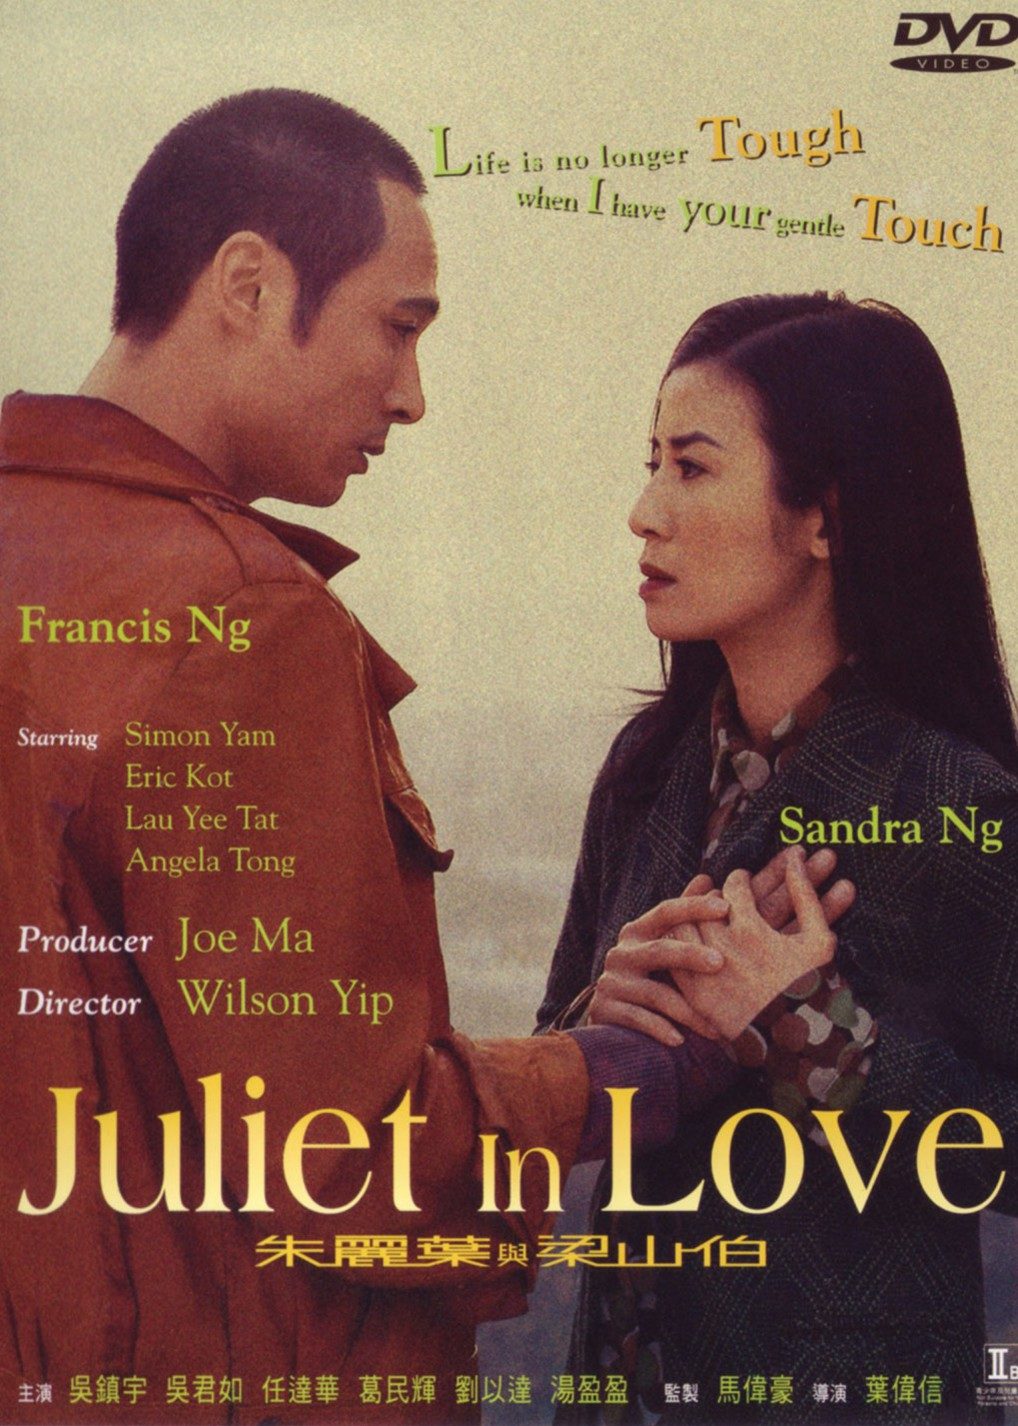 DVD
VIDEO
Life is no longer Tough
when I have your gentle Touch
Francis Ng
Starring Simon Yam
Eric Kot
Lau Yee Tat
Angela Tong
Sandra Ng
Producer Joe Ma
Director Wilson Yip
Juliet In Love
朱麗葉與梁山伯
主演 吳鎮宇 吳君如 任達華 葛民輝 劉以達 湯盈盈 監製 馬偉豪 導演 葉偉信
IIB